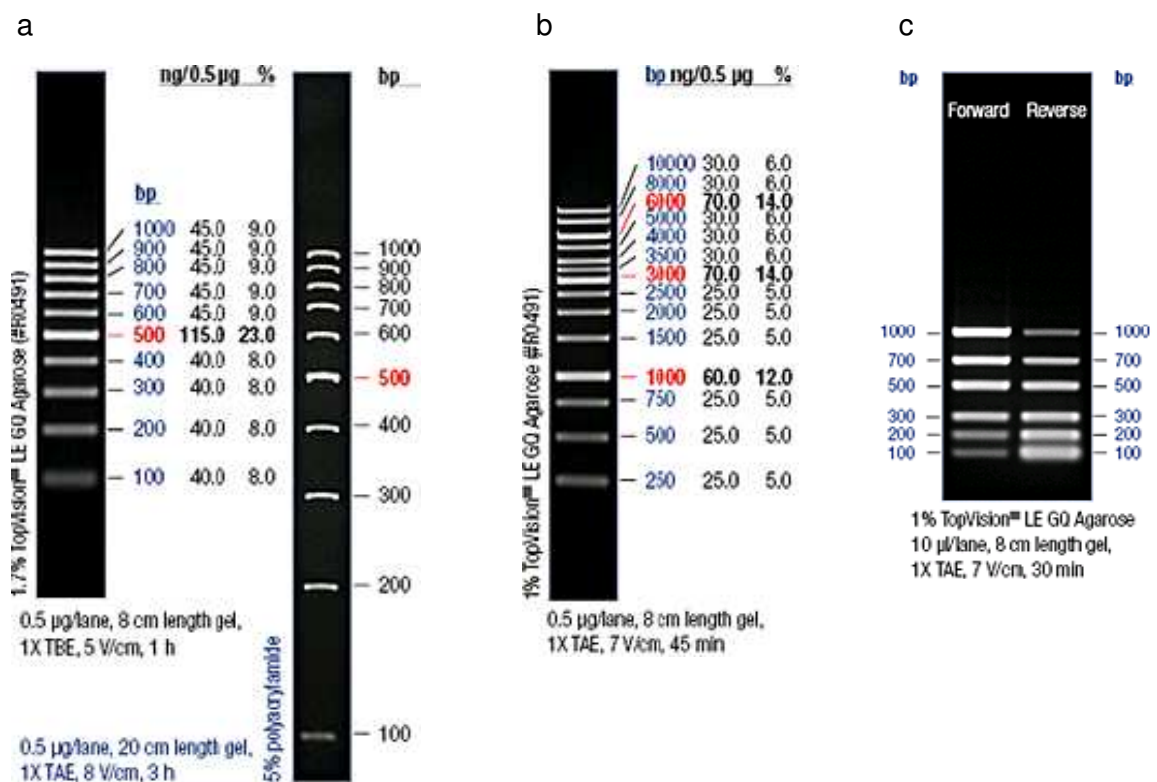 a
ng/0.5 µg %
bp
1000 45.0 9.0
900 45.0 9.0
800 45.0 9.0
700 45.0 9.0
600 45.0 9.0
500 115.0 23.0
400 40.0 8.0
300 40.0 8.0
200 40.0 8.0
100 40.0 8.0
1.7% TopVision™ LE GQ Agarose (#R0491)
0.5 µg/lane, 8 cm length gel,
1X TBE, 5 V/cm, 1 h
bp
1000
900
800
700
600
500
400
300
200
100
5% polyacrylamide
0.5 µg/lane, 20 cm length gel,
1X TAE, 8 V/cm, 3 h
b
bp ng/0.5 µg %
10000 30.0 6.0
8000 30.0 6.0
6000 70.0 14.0
5000 30.0 6.0
4000 30.0 6.0
3500 30.0 6.0
3000 70.0 14.0
2500 25.0 5.0
2000 25.0 5.0
1500 25.0 5.0
1000 60.0 12.0
750 25.0 5.0
500 25.0 5.0
250 25.0 5.0
1% TopVision™ LE GQ Agarose (#R0491)
0.5 µg/lane, 8 cm length gel,
1X TAE, 7 V/cm, 45 min
c
bp bp
Forward Reverse
1000 1000
700 700
500 500
300 300
200 200
100 100
1% TopVision™ LE GQ Agarose
10 µl/lane, 8 cm length gel,
1X TAE, 7 V/cm, 30 min